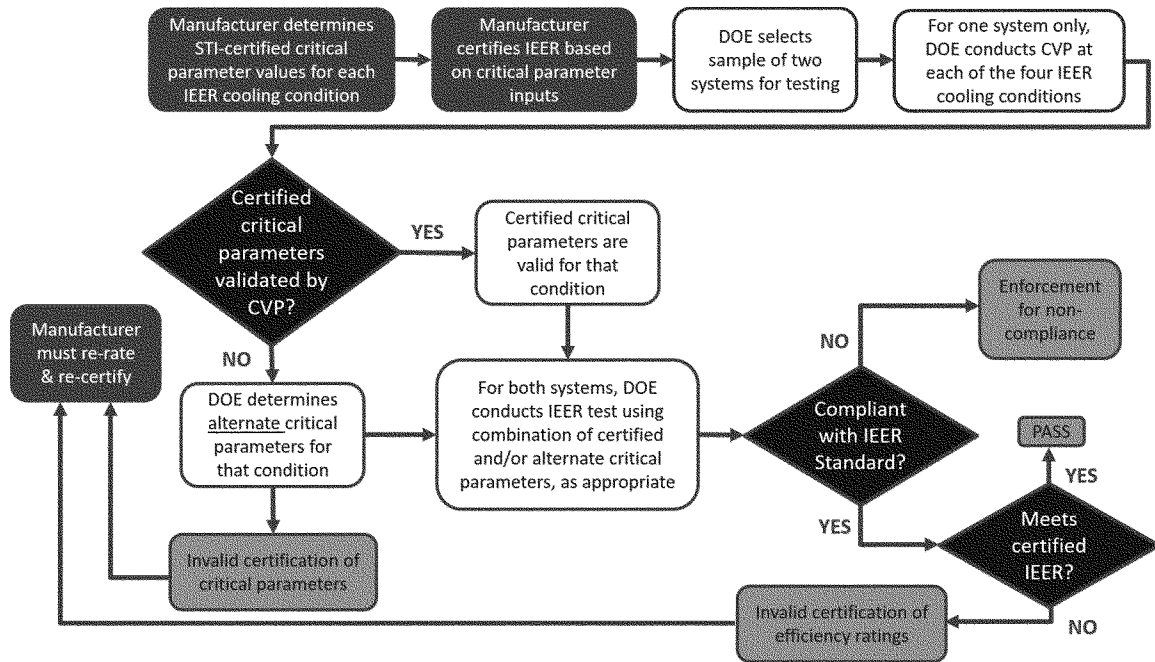 Manufacturer determines
STI-certified critical
parameter values for each
IEER cooling condition
Manufacturer
certifies IEER based
on critical parameter
inputs
DOE selects
sample of two
systems for testing
For one system only,
DOE conducts CVP at
each of the four IEER
cooling conditions
Certified
critical
parameters
validated by
CVP?
YES
Certified critical
parameters are
valid for that
condition
Enforcement
for non-
compliance
Manufacturer
must re-rate
& re-certify
NO
NO
DOE determines
alternate critical
parameters for
that condition
For both systems, DOE
conducts IEER test using
combination of certified
and/or alternate critical
parameters, as appropriate
Compliant
with IEER
Standard?
PASS
YES
YES
Meets
certified
IEER?
Invalid certification of
critical parameters
Invalid certification of
efficiency ratings
NO